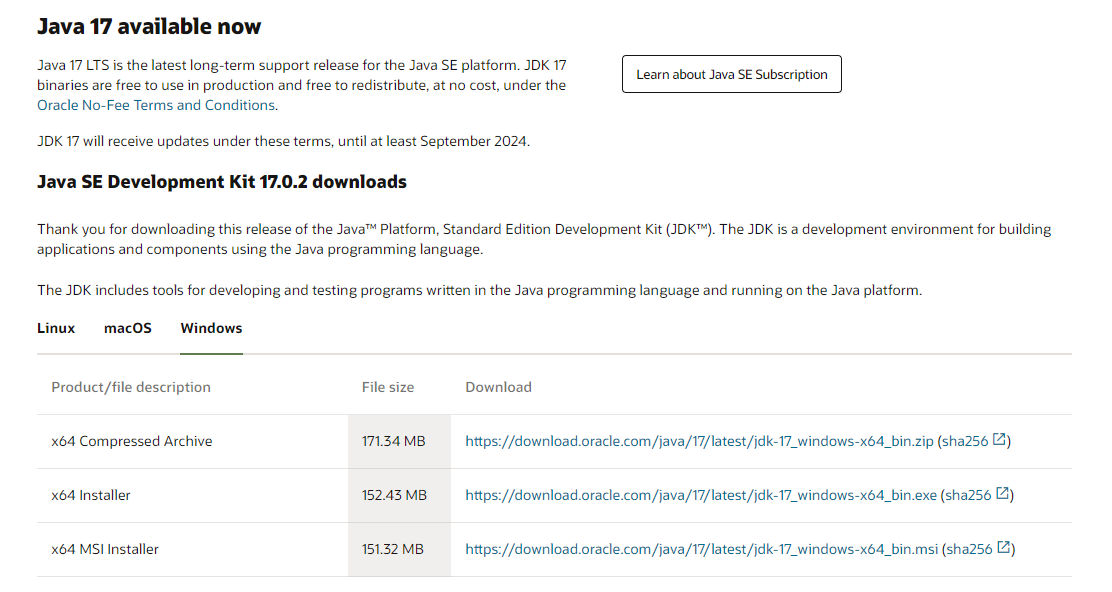 Java 17 available now
Java 17 LTS is the latest long-term support release for the Java SE platform. JDK 17
binaries are free to use in production and free to redistribute, at no cost, under the
Oracle No-Fee Terms and Conditions.
Learn about Java SE Subscription
JDK 17 will receive updates under these terms, until at least September 2024.
Java SE Development Kit 17.0.2 downloads
Thank you for downloading this release of the Java™ Platform, Standard Edition Development Kit (JDK™). The JDK is a development environment for building
applications and components using the Java programming language.
The JDK includes tools for developing and testing programs written in the Java programming language and running on the Java platform.
Linux macOS Windows
Product/file description File size Download
x64 Compressed Archive 171.34 MB https://download.oracle.com/java/17/latest/jdk-17_windows-x64_bin.zip (sha256)
x64 Installer 152.43 MB https://download.oracle.com/java/17/latest/jdk-17_windows-x64_bin.exe (sha256)
x64 MSI Installer 151.32 MB https://download.oracle.com/java/17/latest/jdk-17_windows-x64_bin.msi (sha256)